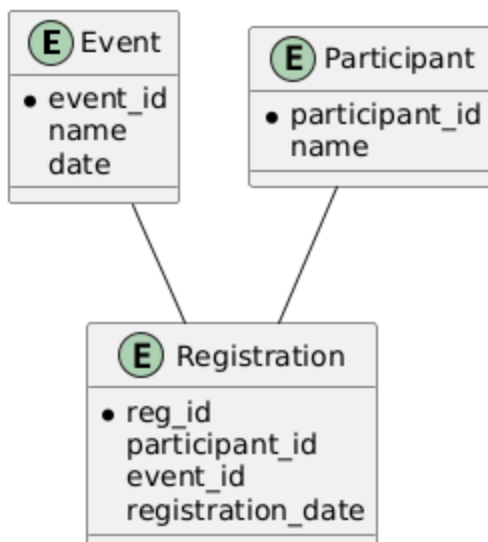 E Event
event_id
name
date
E Participant
participant_id
name
E Registration
reg_id
participant_id
event_id
registration_date